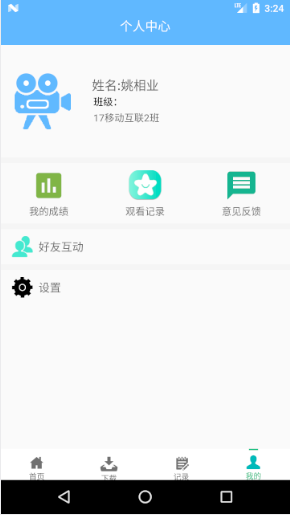 3:24
个人中心
姓名:姚相业
班级:
17移动互联2班
我的成绩
观看记录
意见反馈
好友互动
设置
首页
下载
记录
我的